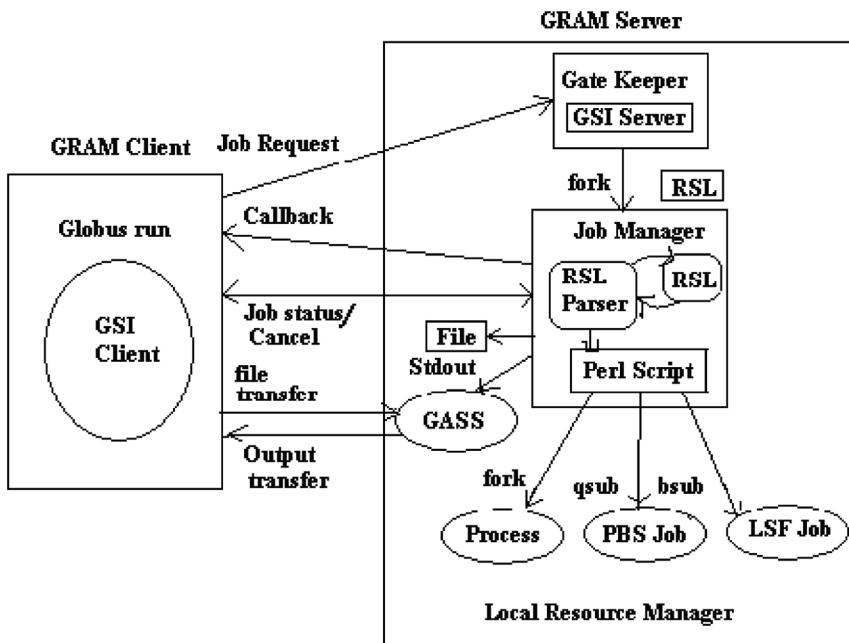 GRAM Server
Gate Keeper
GSI Server
GRAM Client
Job Request
fork
RSL
Callback
Globus run
Job Manager
RSL
Parser
RSL
GSI
Client
Job status/
Cancel
File
Stdout
Perl Script
file
transfer
GASS
Output
transfer
fork
qsub
bsub
Process
PBS Job
LSF Job
Local Resource Manager